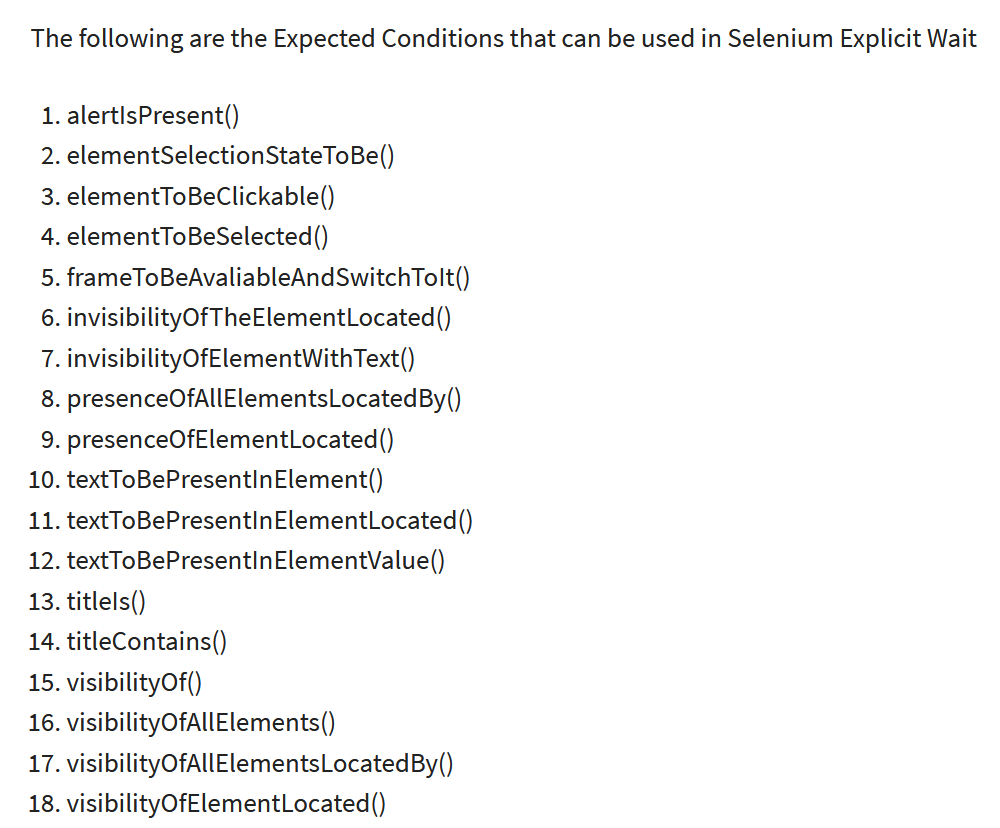 The following are the Expected Conditions that can be used in Selenium Explicit Wait
1. alertIsPresent()
2. elementSelectionStateToBe()
3. elementToBeClickable()
4. elementToBeSelected()
5. frameToBeAvaliableAndSwitchToIt()
6. invisibilityOfTheElementLocated()
7. invisibilityOfElementWithText()
8. presenceOfAllElementsLocatedBy()
9. presenceOfElementLocated()
10. textToBePresentInElement()
11. textToBePresentInElementLocated()
12. textToBePresentInElementValue()
13. titleIs()
14. titleContains()
15. visibilityOf()
16. visibilityOfAllElements()
17. visibilityOfAllElementsLocatedBy()
18. visibilityOfElementLocated()